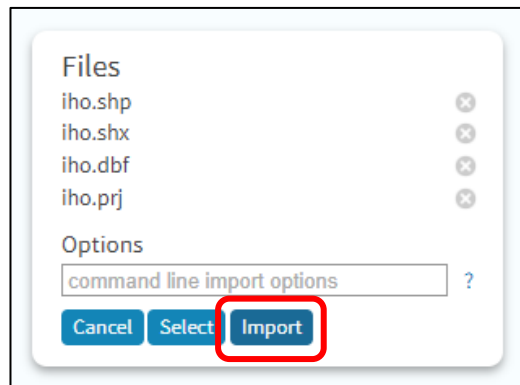 Files
iho.shp
iho.shx
iho.dbf
iho.prj
Options
command line import options ?
Cancel Select Import